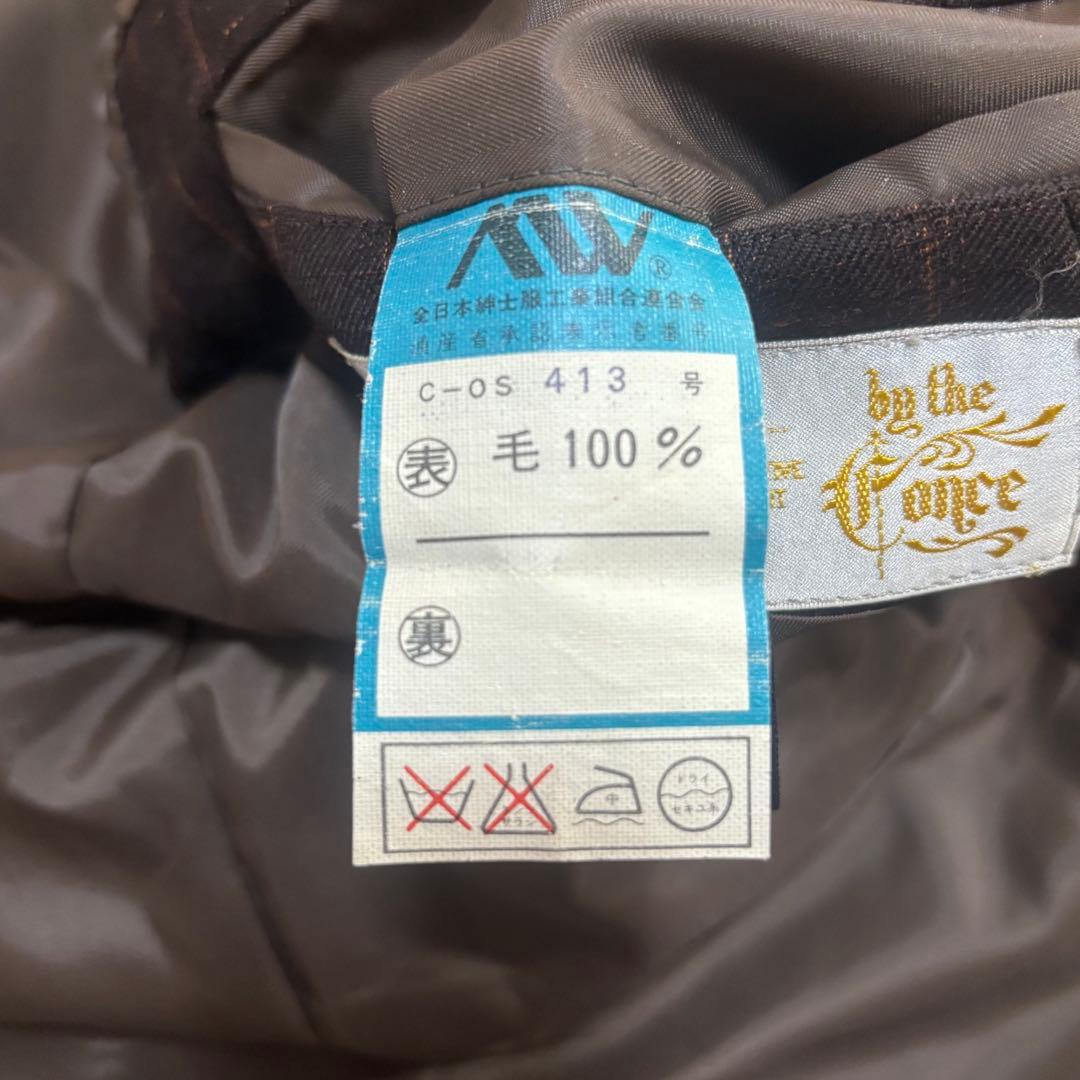 MW®
全日本紳士服工業組合連合会
通産省承認表示者番号
C-OS 413 号
表 毛 100%
裏
中
ドライ
セキユ系
by the
Conce